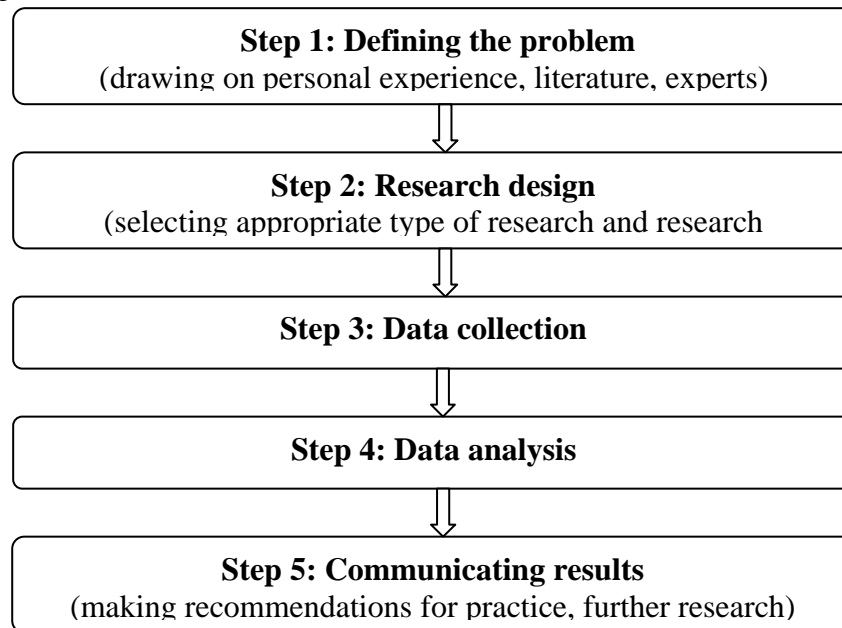 Step 1: Defining the problem
(drawing on personal experience, literature, experts)
Step 2: Research design
(selecting appropriate type of research and research
Step 3: Data collection
Step 4: Data analysis
Step 5: Communicating results
(making recommendations for practice, further research)